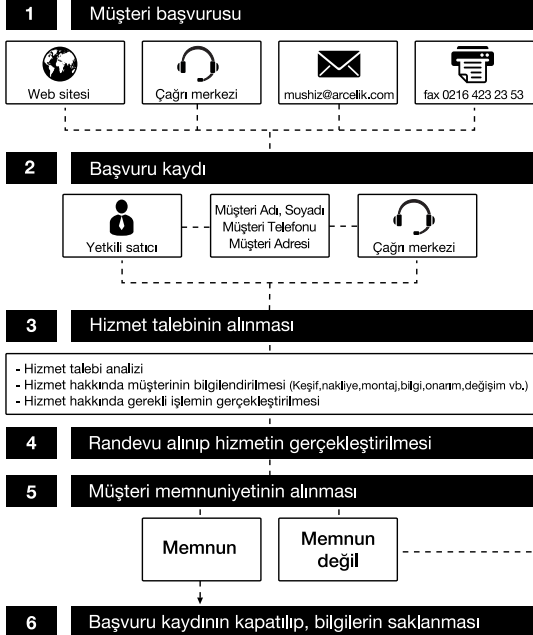 1 Müşteri başvurusu
Web sitesi
Çağrı merkezi
mushiz@arcelik.com
fax 0216 423 23 53
2 Başvuru kaydı
Yetkili satıcı
Müşteri Adı, Soyadı
Müşteri Telefonu
Müşteri Adresi
Çağrı merkezi
3 Hizmet talebinin alınması
- Hizmet talebi analizi
- Hizmet hakkında müşterinin bilgilendirilmesi (Keşif,nakliye,montaj,bilgi,onarım,değişim vb.)
- Hizmet hakkında gerekli işlemin gerçekleştirilmesi
4 Randevu alınıp hizmetin gerçekleştirilmesi
5 Müşteri memnuniyetinin alınması
Memnun
Memnun
değil
6 Başvuru kaydının kapatılıp, bilgilerin saklanması